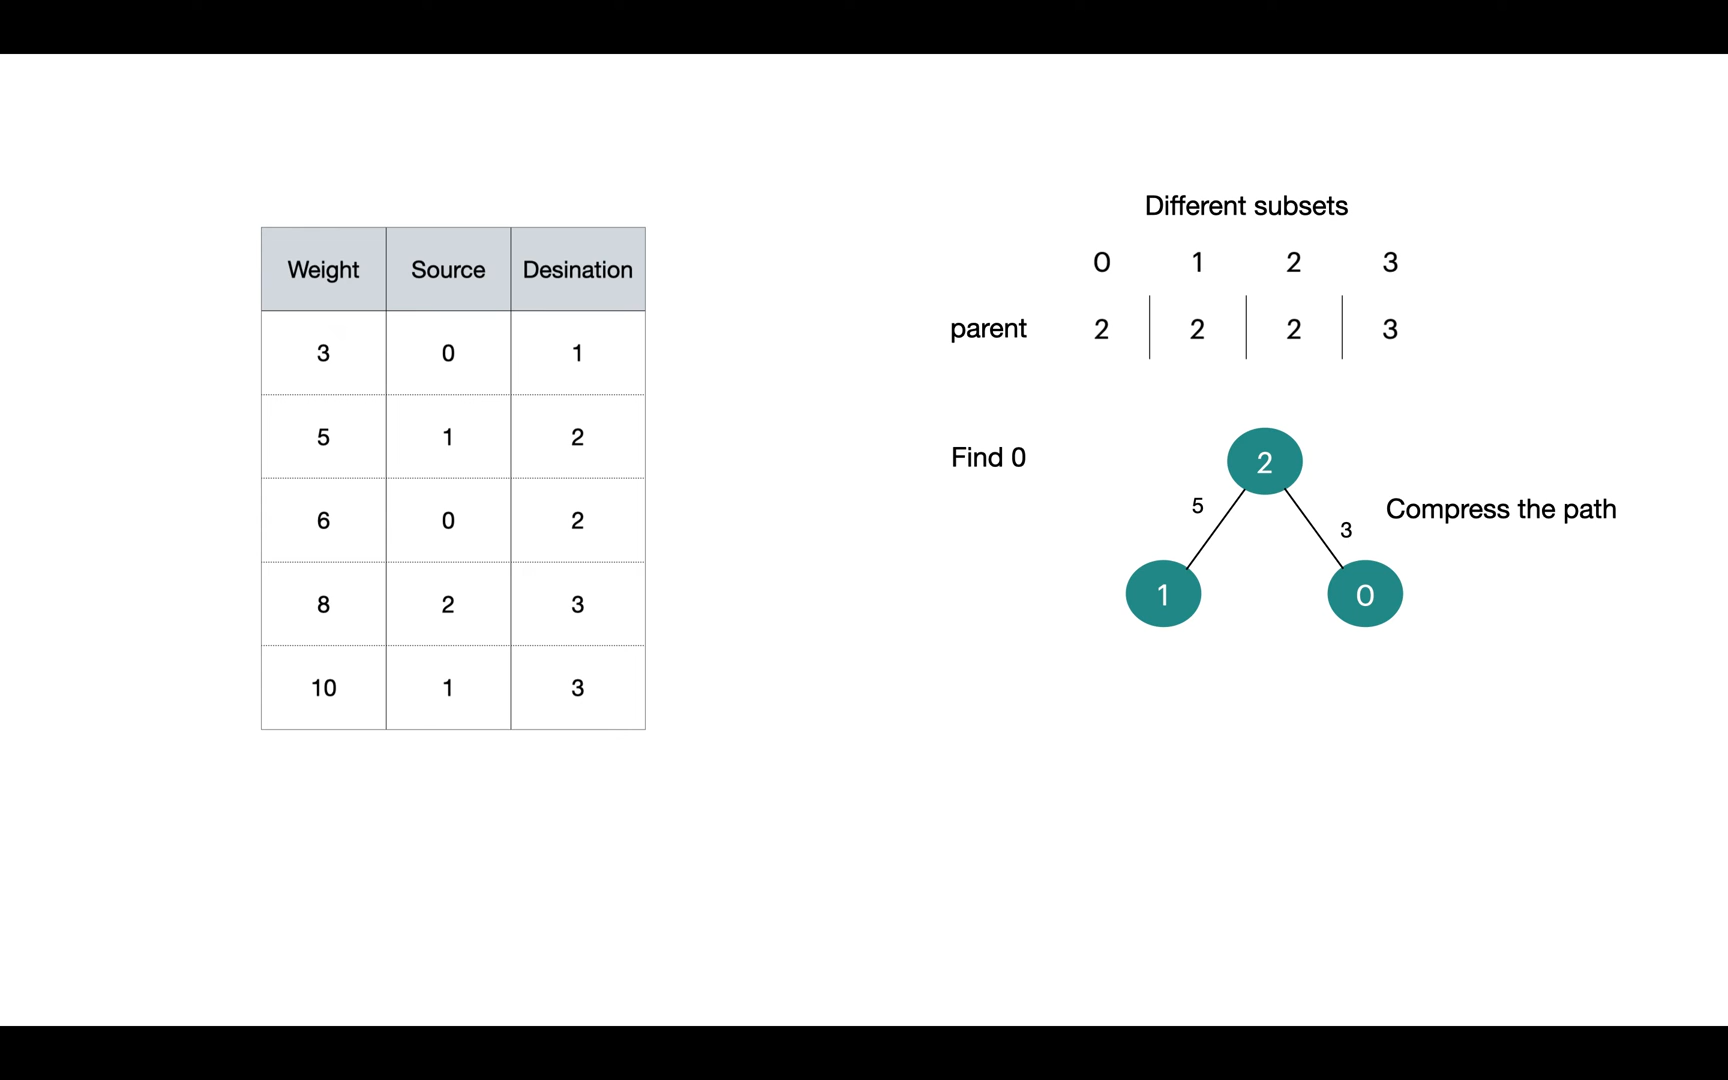 Weight Source Desination
3 0 1
5 1 2
6 0 2
8 2 3
10 1 3
Different subsets
0 1 2 3
parent 2 2 2 3
Find 0
2
5
3
Compress the path
1 0